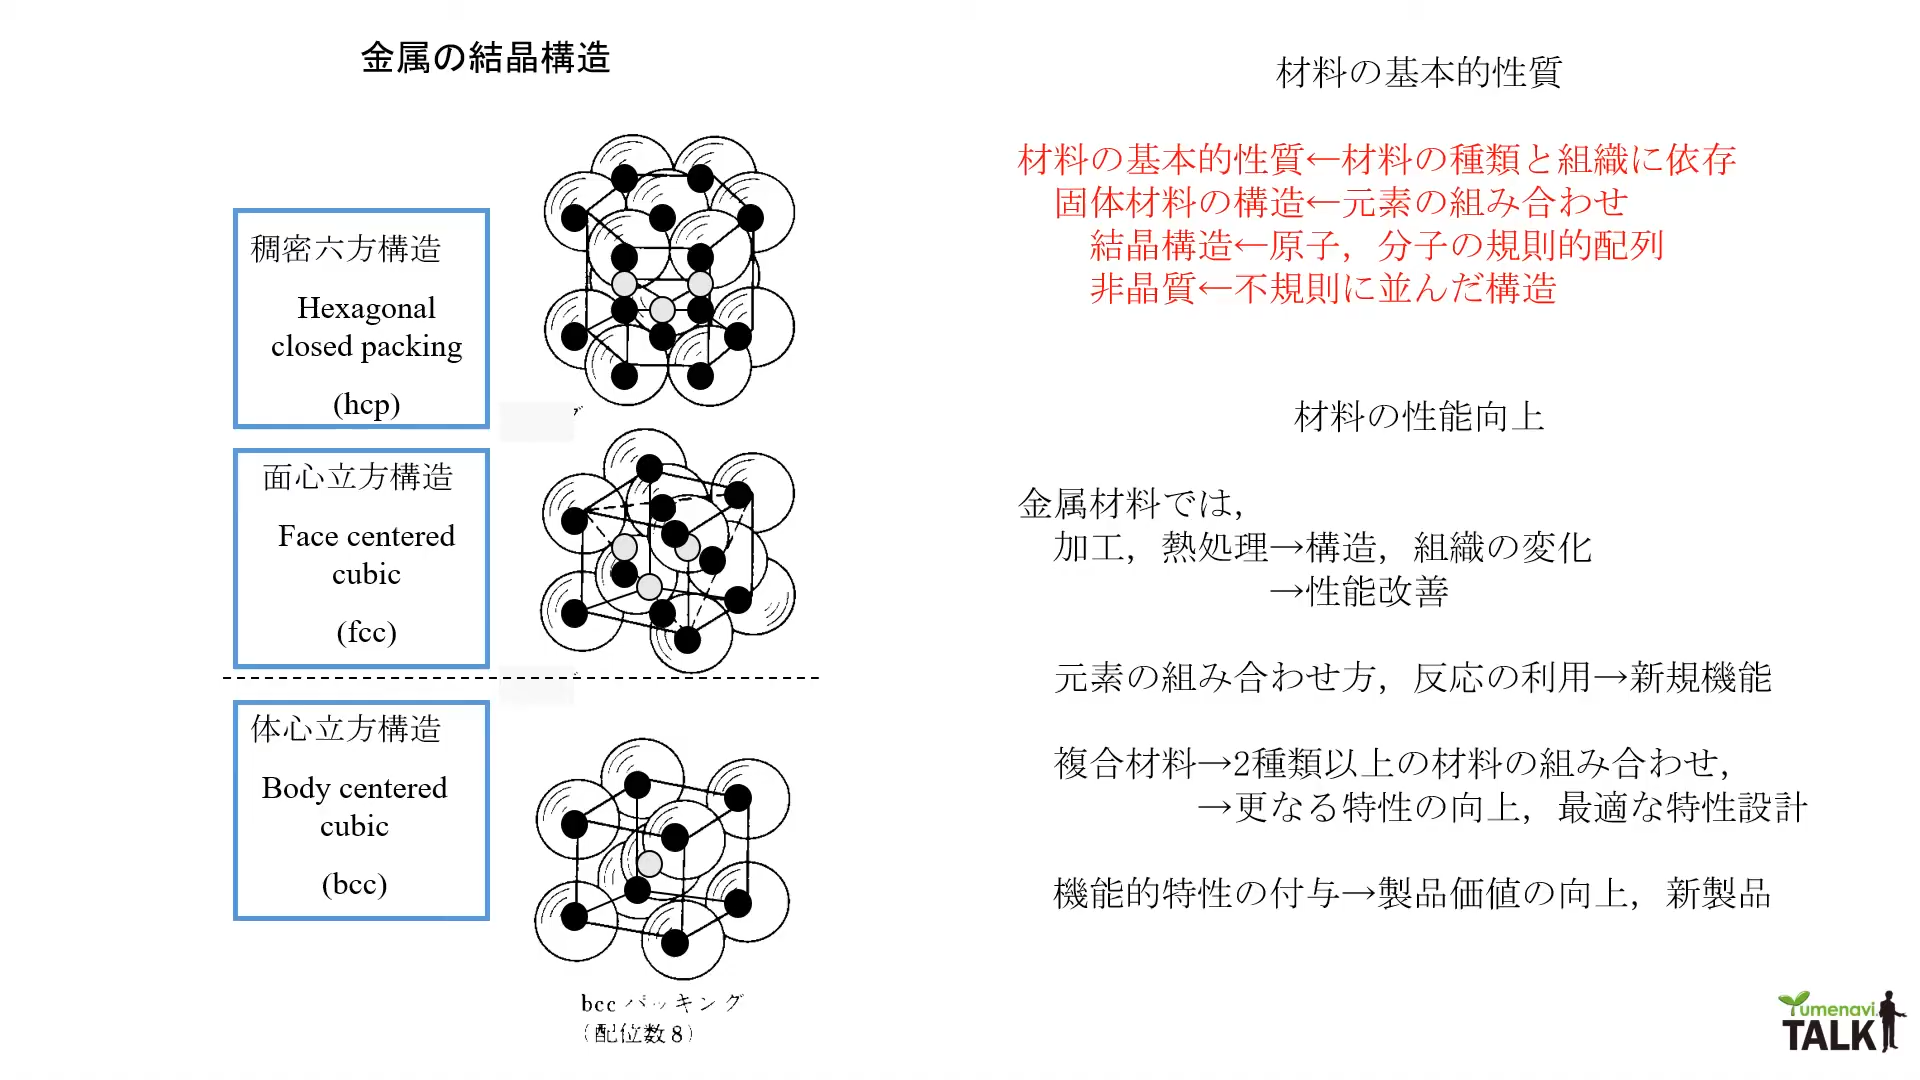 金属の結晶構造
稠密六方構造
Hexagonal
closed packing
(hcp)
面心立方構造
Face centered
cubic
(fcc)
体心立方構造
Body centered
cubic
(bcc)
bcc パッキング
(配位数8)
材料の基本的性質
材料の基本的性質←材料の種類と組織に依存
固体材料の構造←元素の組み合わせ
結晶構造←原子，分子の規則的配列
非晶質←不規則に並んだ構造
材料の性能向上
金属材料では，
加工，熱処理→構造，組織の変化
→性能改善
元素の組み合わせ方，反応の利用→新規機能
複合材料→2種類以上の材料の組み合わせ，
→更なる特性の向上，最適な特性設計
機能的特性の付与→製品価値の向上，新製品
Yumenavi
TALK